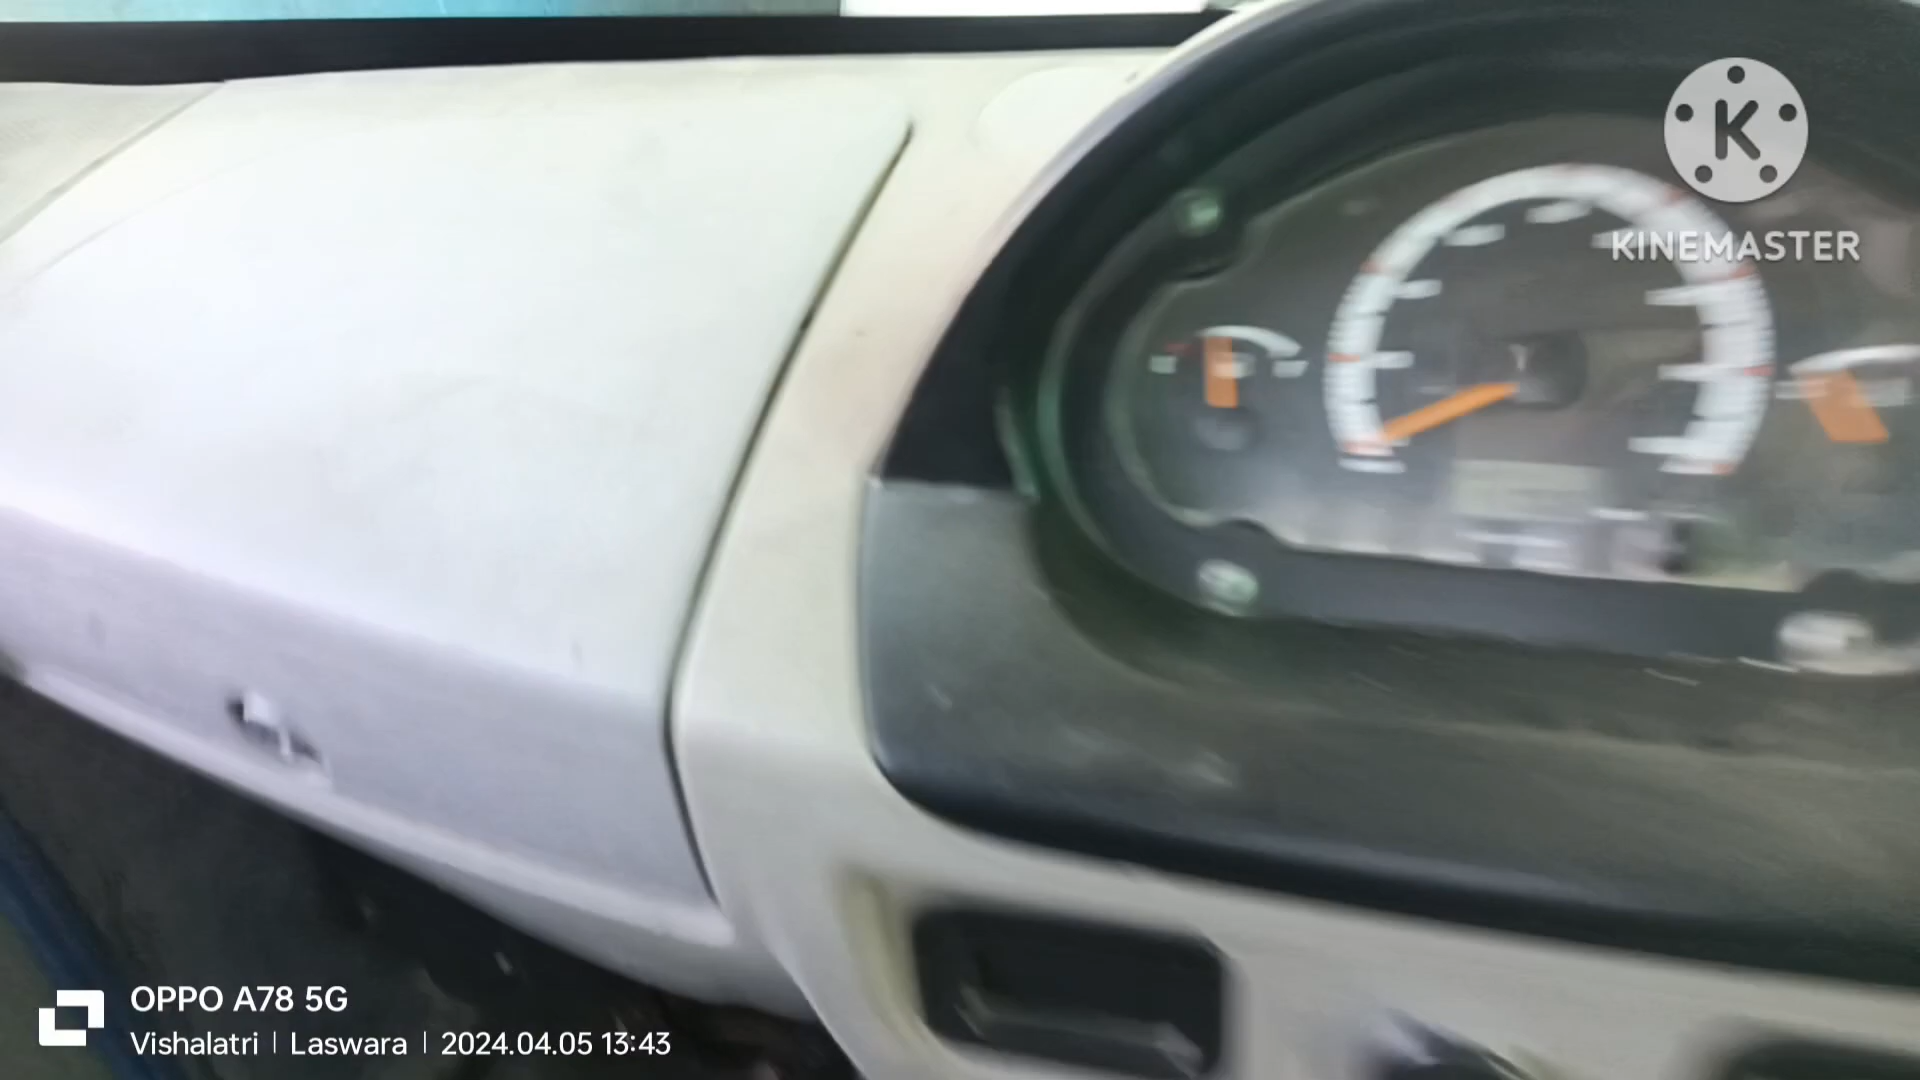 K
KINEMASTER
OPPO A78 5G
Vishalatri | Laswara | 2024.04.05 13:43